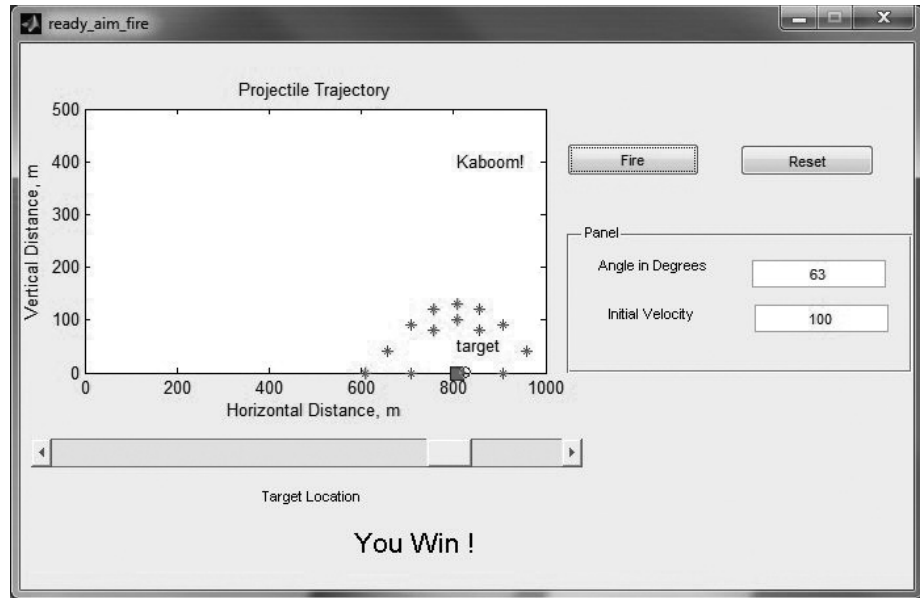 ready_aim_fire
Projectile Trajectory
500
400
300
200
100
0
Vertical Distance, m
Kaboom!
target
0 200 400 600 800 1000
Horizontal Distance, m
Target Location
You Win !
Fire Reset
Panel
Angle in Degrees 63
Initial Velocity 100